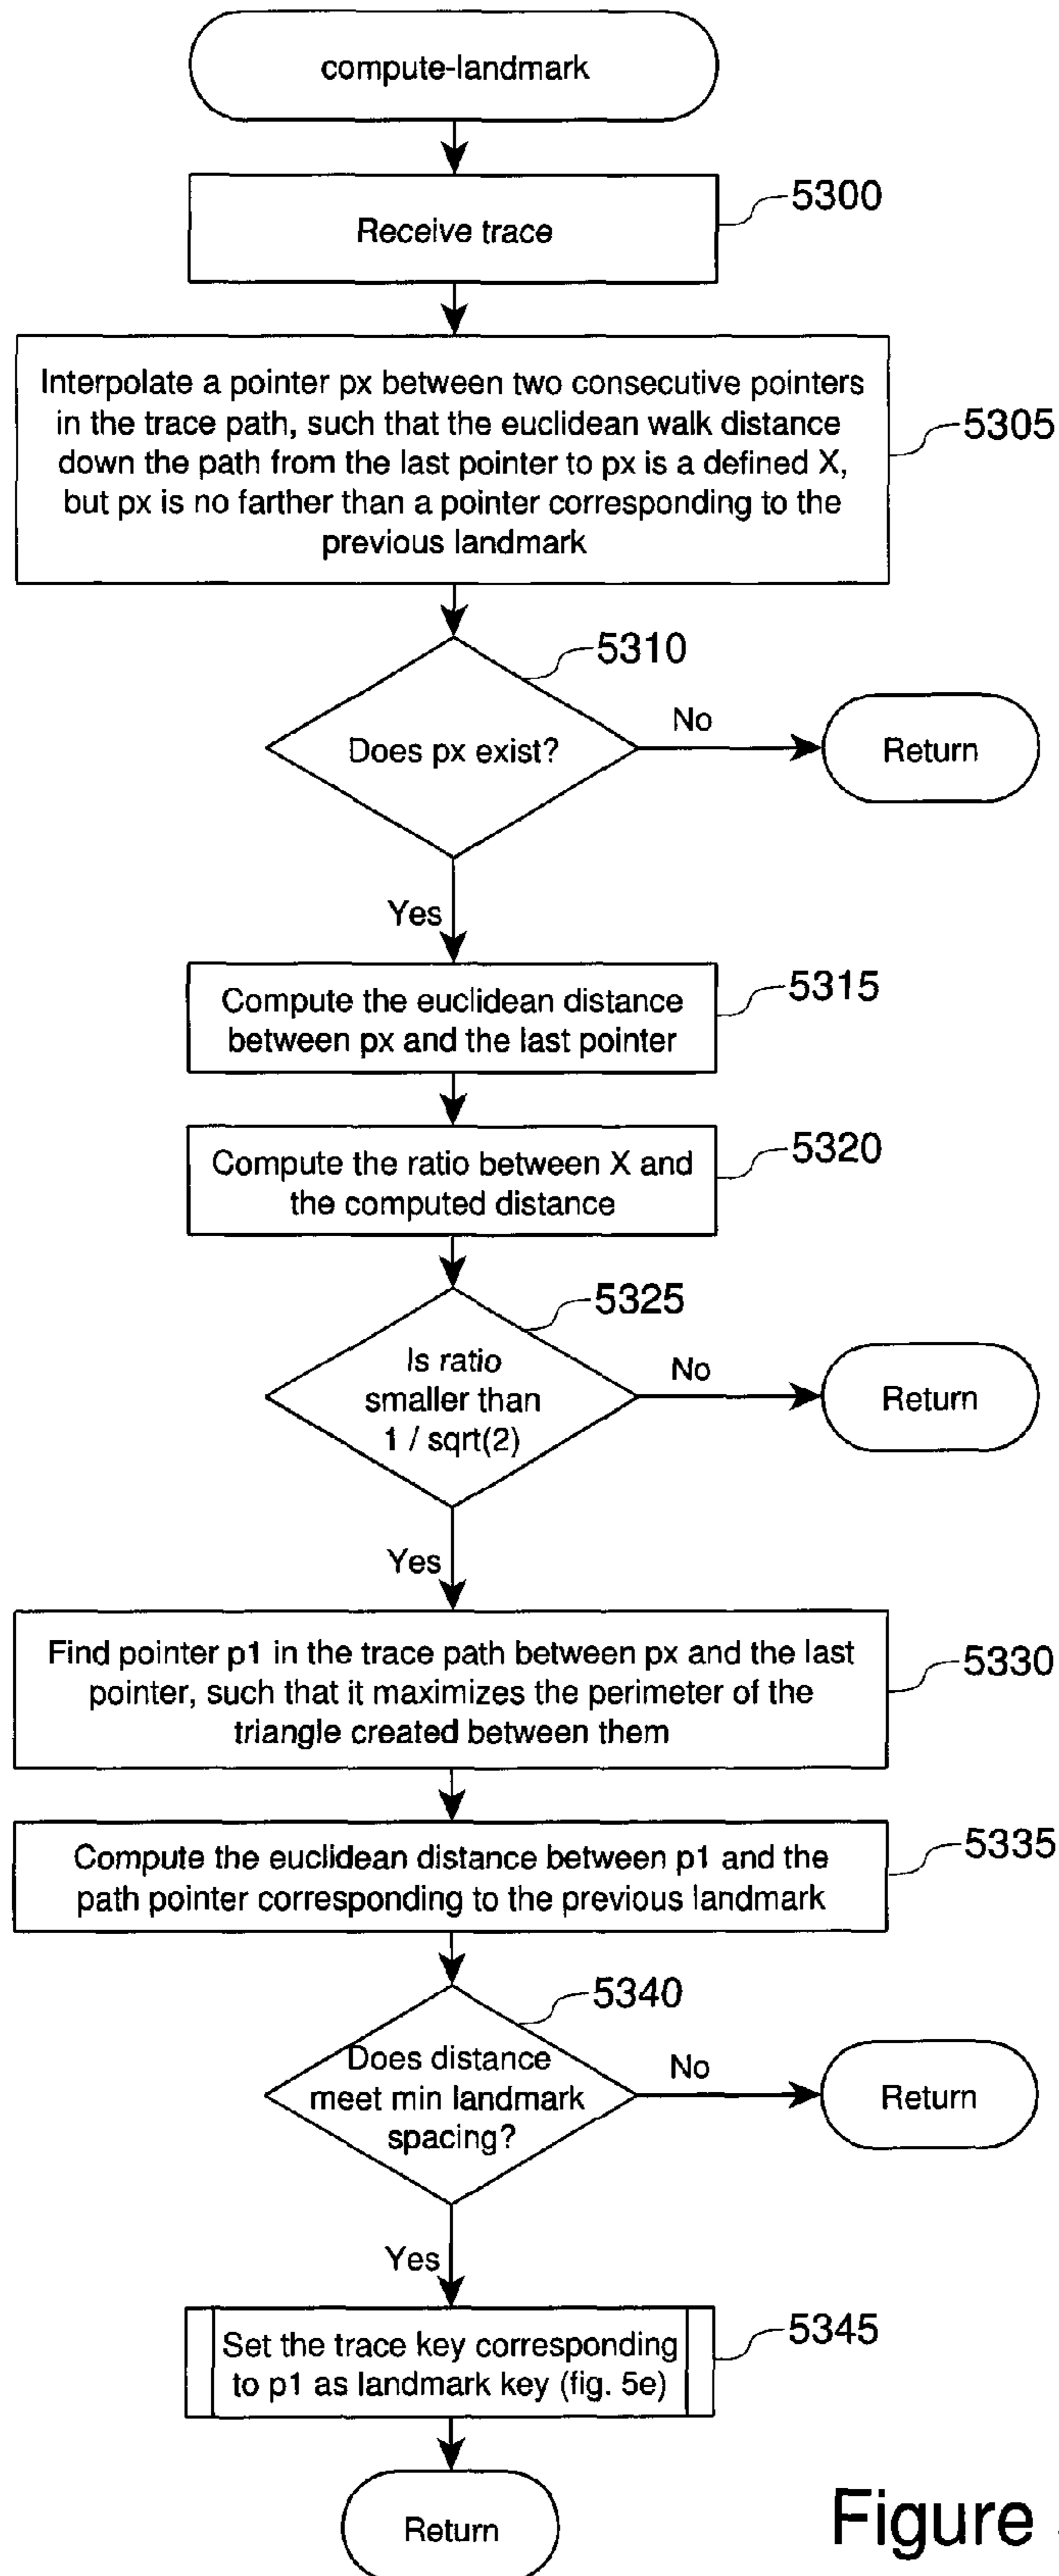 compute-landmark
5300
Receive trace
Interpolate a pointer px between two consecutive pointers
in the trace path, such that the euclidean walk distance
down the path from the last pointer to px is a defined X,
but px is no farther than a pointer corresponding to the
previous landmark
5305
5310
Does px exist?
No
Return
Yes
Compute the euclidean distance
between px and the last pointer
5315
Compute the ratio between X and
the computed distance
5320
5325
Is ratio
smaller than
1 / sqrt(2)
No
Return
Yes
Find pointer p1 in the trace path between px and the last
pointer, such that it maximizes the perimeter of the
triangle created between them
5330
Compute the euclidean distance between p1 and the
path pointer corresponding to the previous landmark
5335
5340
Does distance
meet min landmark
spacing?
No
Return
Yes
Set the trace key corresponding
to p1 as landmark key (fig. 5e)
5345
Return
Figure